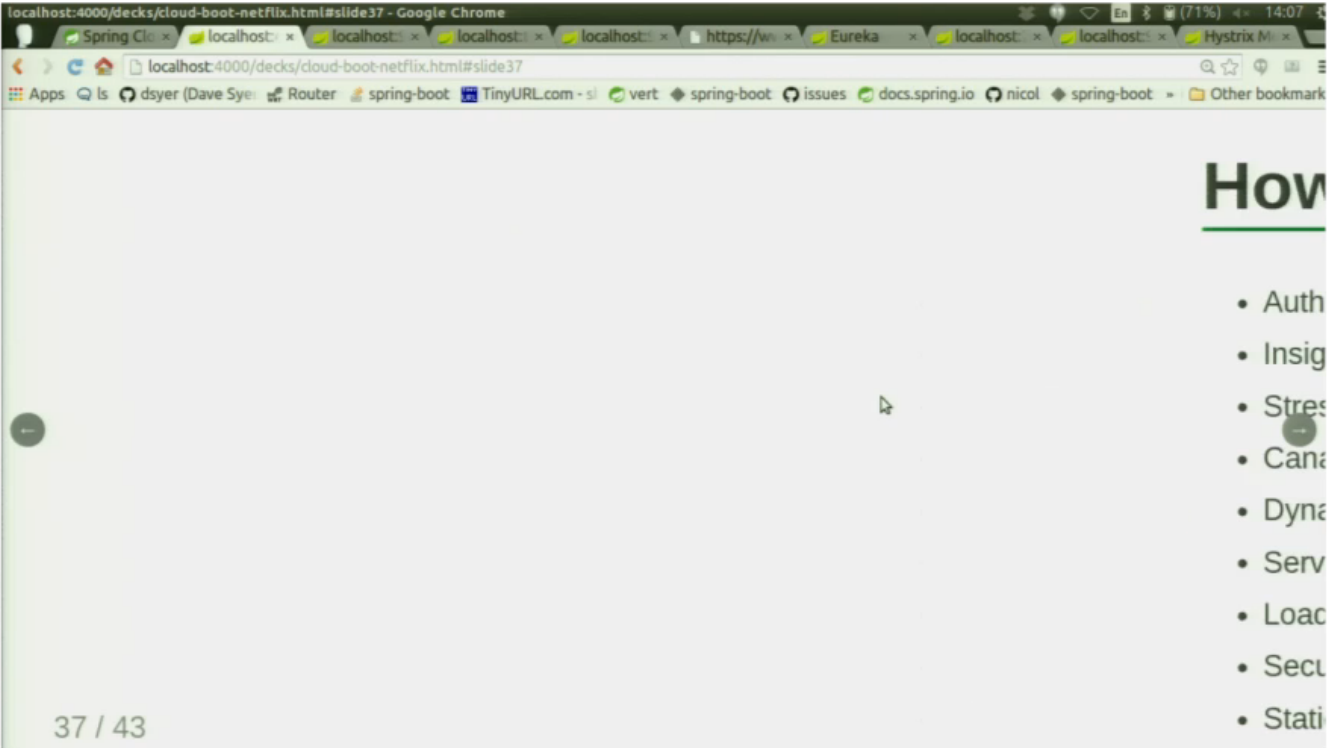 localhost:4000/decks/cloud-boot-netflix.html#slide37 - Google Chrome
En (71%) 14:07
Spring Clo localhost: localhost: localhost: localhost: https://w Eureka localhost: localhost: Hystrix M
localhost:4000/decks/cloud-boot-netflix.html#slide37
Apps ls dsyer (Dave Sye Router spring-boot TinyURL.com - s vert spring-boot issues docs.spring.io nicol spring-boot » Other bookmark
How
• Auth
• Insig
• Stres
• Cana
• Dyna
• Serv
• Load
• Secu
• Stati
37 / 43